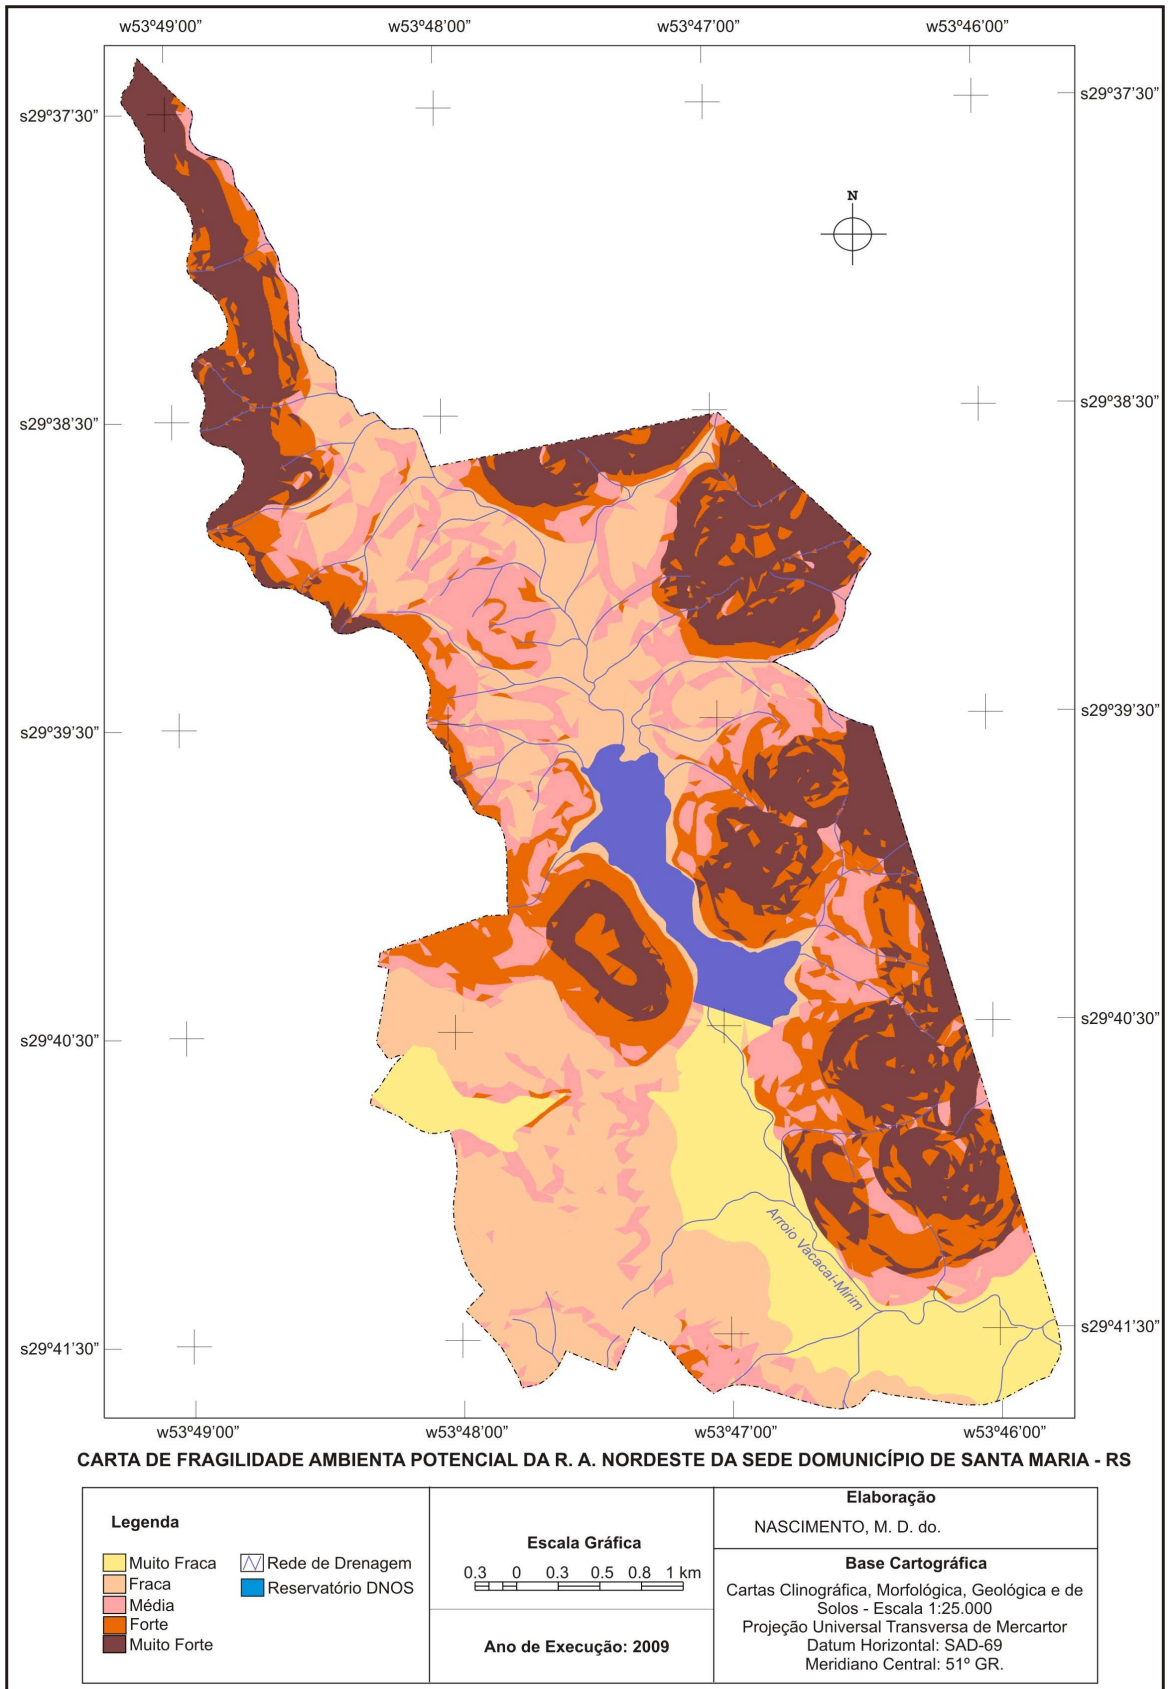 w53º49'00" w53º48'00" w53º47'00" w53º46'00"
s29º37'30" s29º37'30"
N
s29º38'30" s29º38'30"
s29º39'30" s29º39'30"
s29º40'30" s29º40'30"
Arroio Vacacaí-Mirim
s29º41'30" s29º41'30"
w53º49'00" w53º48'00" w53º47'00" w53º46'00"
CARTA DE FRAGILIDADE AMBIENTA POTENCIAL DA R. A. NORDESTE DA SEDE DOMUNICÍPIO DE SANTA MARIA - RS
Legenda
Muito Fraca
Fraca
Média
Forte
Muito Forte
Rede de Drenagem
Reservatório DNOS
Escala Gráfica
0.3 0 0.3 0.5 0.8 1 km
Ano de Execução: 2009
Elaboração
NASCIMENTO, M. D. do.
Base Cartográfica
Cartas Clinográfica, Morfológica, Geológica e de
Solos - Escala 1:25.000
Projeção Universal Transversa de Mercartor
Datum Horizontal: SAD-69
Meridiano Central: 51º GR.